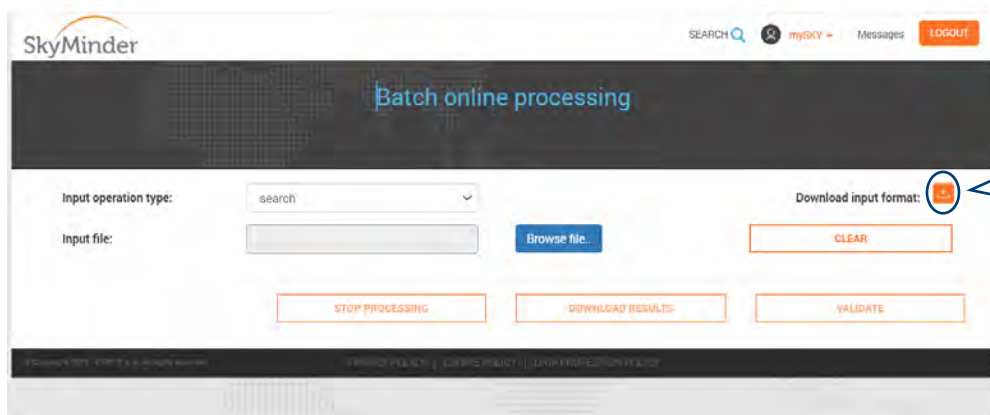 SkyMinder
SEARCH mySKY Messages LOGOUT
Batch online processing
Input operation type: search Download input format:
Input file: Browse file.. CLEAR
STOP PROCESSING DOWNLOAD RESULTS VALIDATE
PRIVACY POLICY | COOKIE POLICY | DATA PROTECTION POLICY